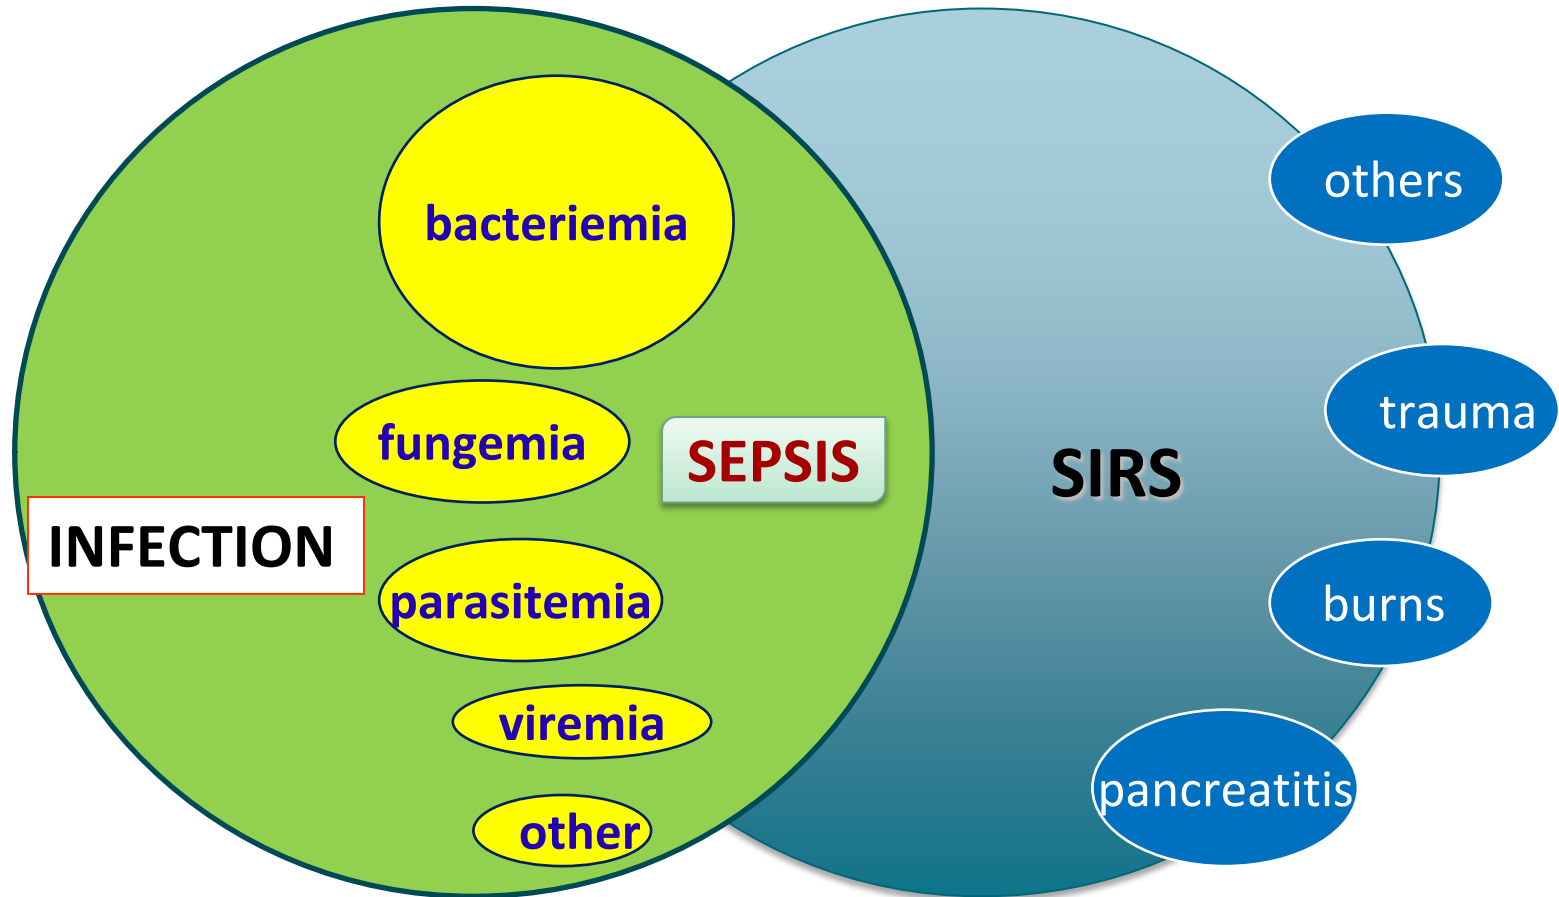 bacteriemia
fungemia
SEPSIS
INFECTION
parasitemia
viremia
other
SIRS
others
trauma
burns
pancreatitis